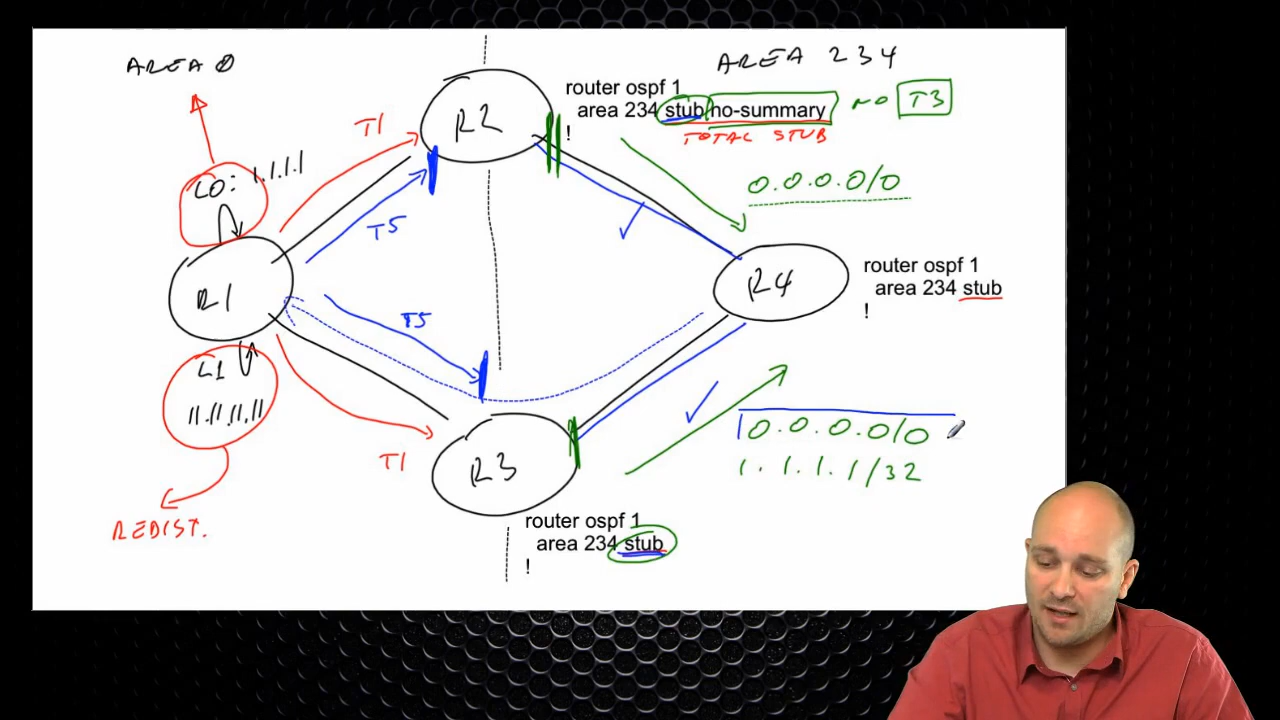 AREA 0
AREA 234
router ospf 1
area 234 stub no-summary
!
NO T3
TOTAL STUB
R2
T1
L0: 1.1.1.1
T5
0.0.0.0/0
R1
R4
router ospf 1
area 234 stub
!
T5
L1
11.11.11.11
0.0.0.0/0
1.1.1.1/32
T1
R3
REDIST.
router ospf 1
area 234 stub
!